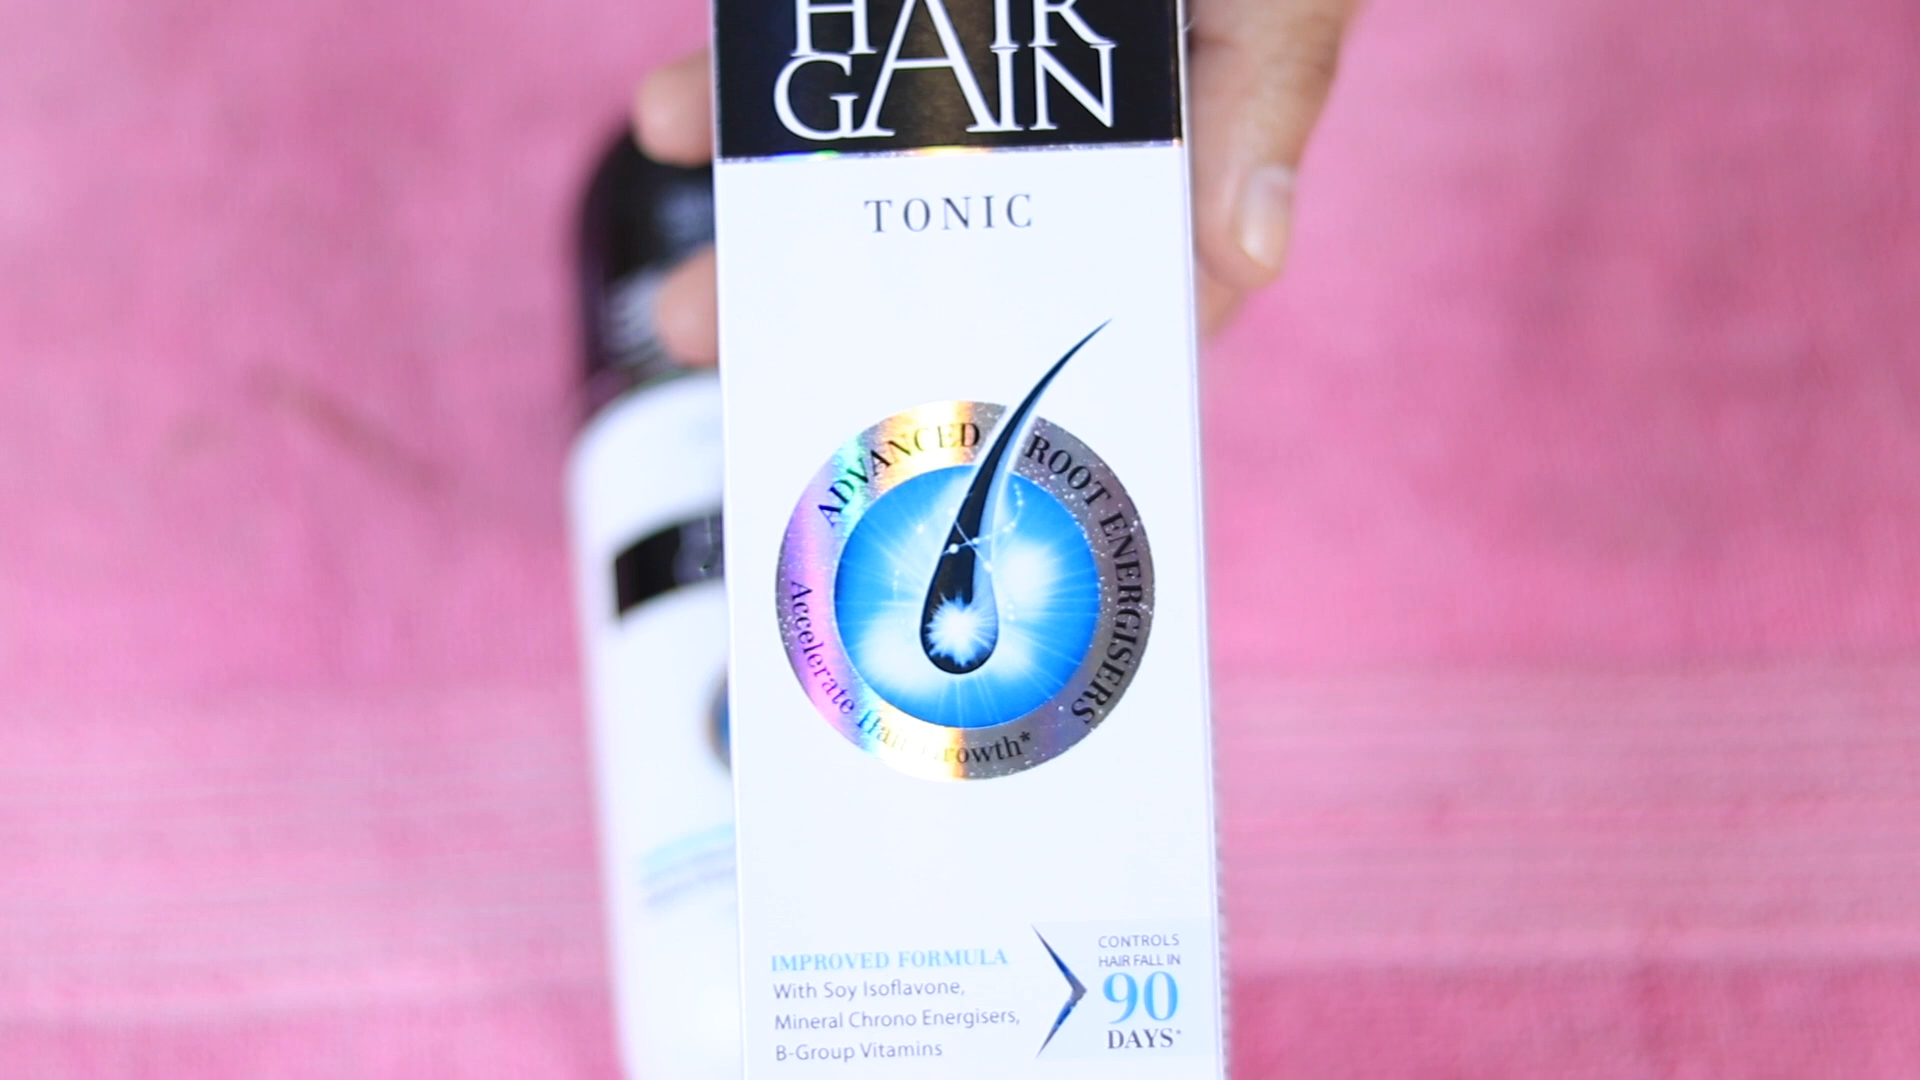 HAIR
GAIN
TONIC
ADVANCED ROOT ENERGISERS
Accelerate Hair Growth*
IMPROVED FORMULA
With Soy Isoflavone,
Mineral Chrono Energisers,
B-Group Vitamins
CONTROLS
HAIR FALL IN
90
DAYS*